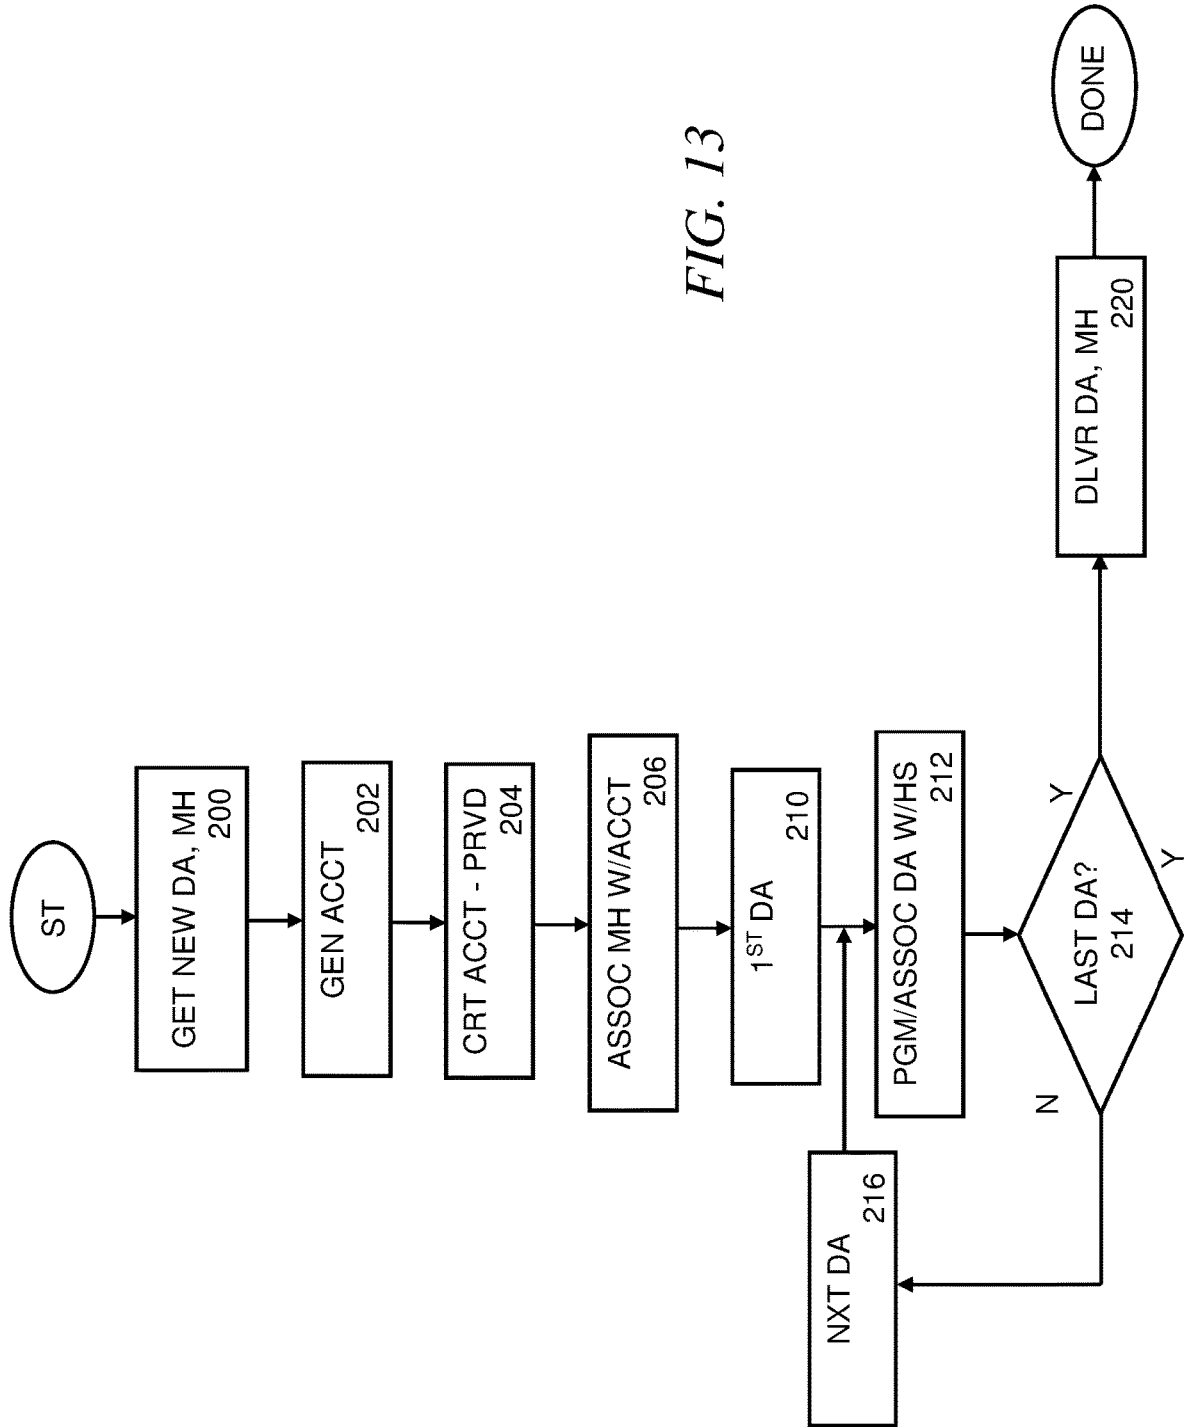 ST
GET NEW DA, MH
200
GEN ACCT
202
CRT ACCT - PRVD
204
ASSOC MH W/ACCT
206
1ST DA
210
PGM/ASSOC DA W/HS
212
LAST DA?
214
N
Y
Y
NXT DA
216
DLVR DA, MH
220
DONE
FIG. 13